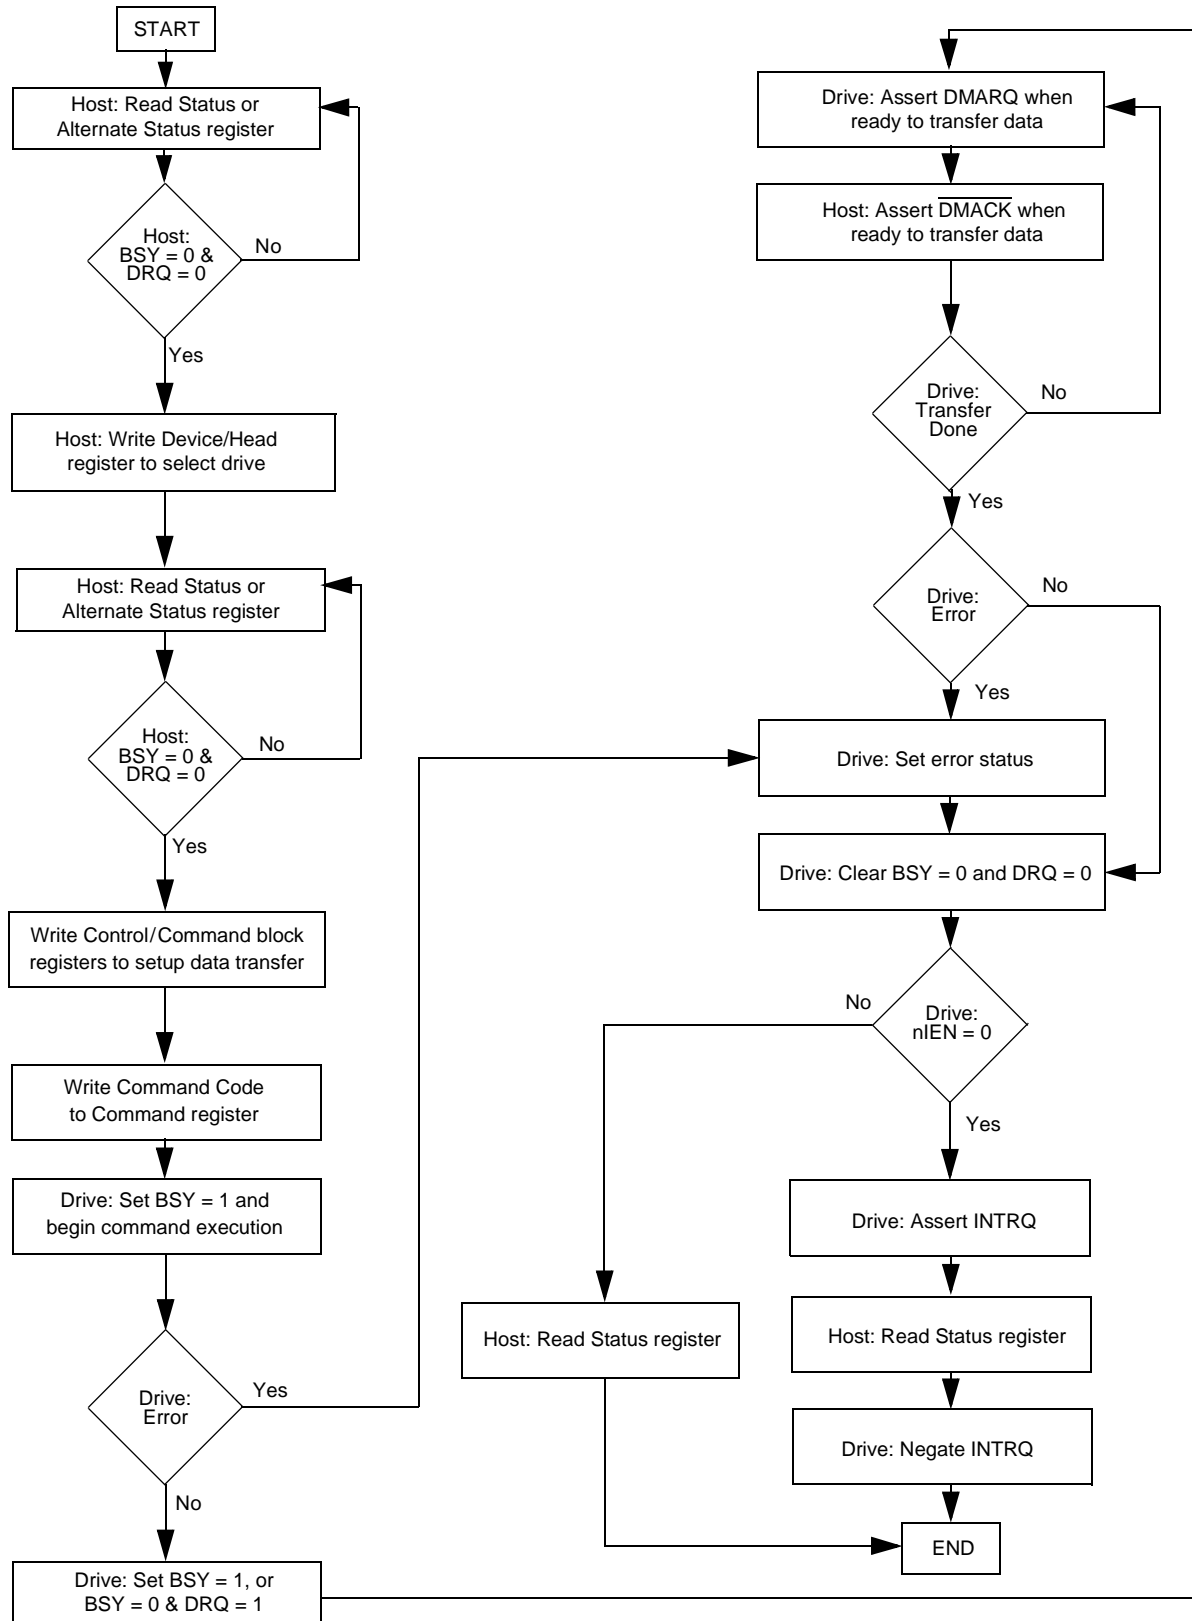 START
Host: Read Status or
Alternate Status register
Host:
BSY = 0 &
DRQ = 0
No
Yes
Host: Write Device/Head
register to select drive
Host: Read Status or
Alternate Status register
Host:
BSY = 0 &
DRQ = 0
No
Yes
Write Control/Command block
registers to setup data transfer
Write Command Code
to Command register
Drive: Set BSY = 1 and
begin command execution
Drive:
Error
Yes
No
Drive: Set BSY = 1, or
BSY = 0 & DRQ = 1
Drive: Assert DMARQ when
ready to transfer data
Host: Assert D̅M̅A̅C̅K̅ when
ready to transfer data
Drive:
Transfer
Done
No
Yes
Drive:
Error
No
Yes
Drive: Set error status
Drive: Clear BSY = 0 and DRQ = 0
Drive:
nIEN = 0
No
Yes
Host: Read Status register
Drive: Assert INTRQ
Host: Read Status register
Drive: Negate INTRQ
END